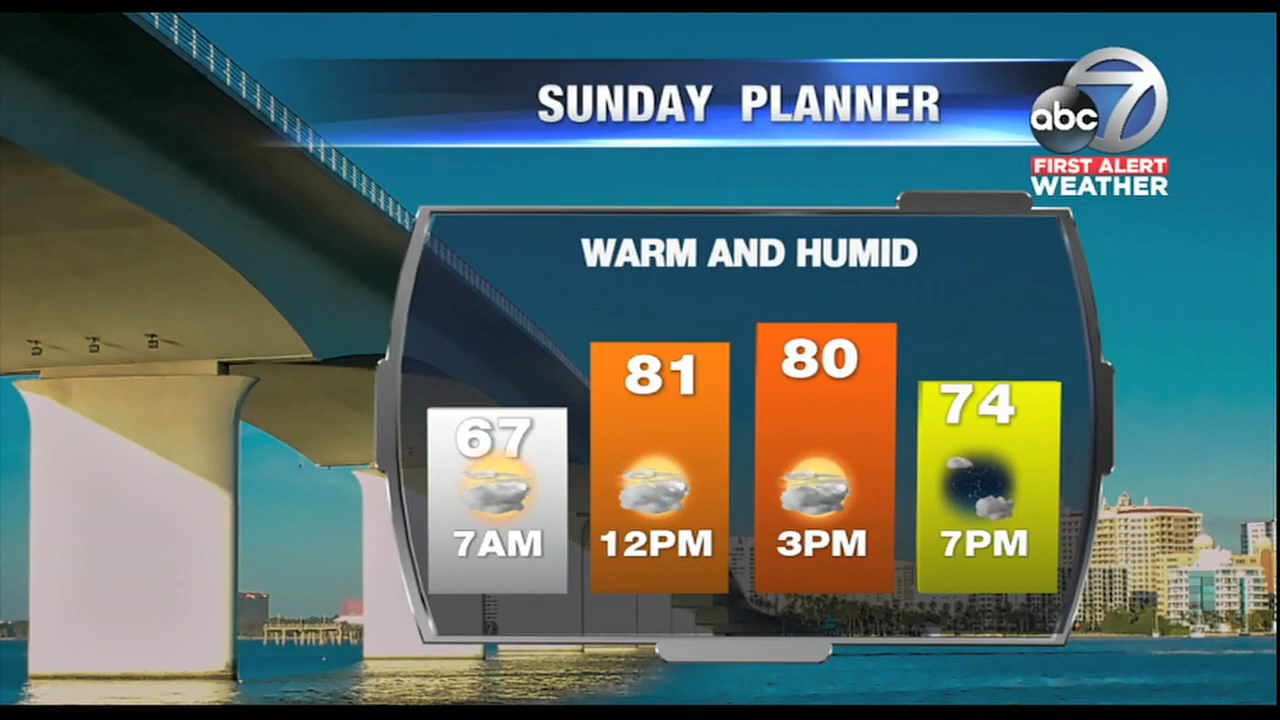 SUNDAY PLANNER
abc 7
FIRST ALERT
WEATHER
WARM AND HUMID
67
7AM
81
12PM
80
3PM
74
7PM